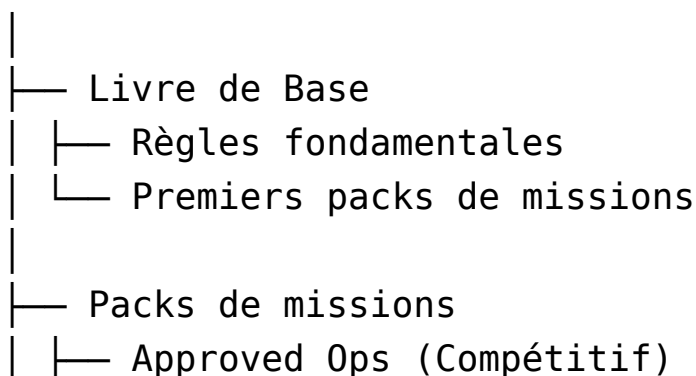 │
├── Livre de Base
│ ├── Règles fondamentales
│ └── Premiers packs de missions
│
├── Packs de missions
│ ├── Approved Ops (Compétitif)